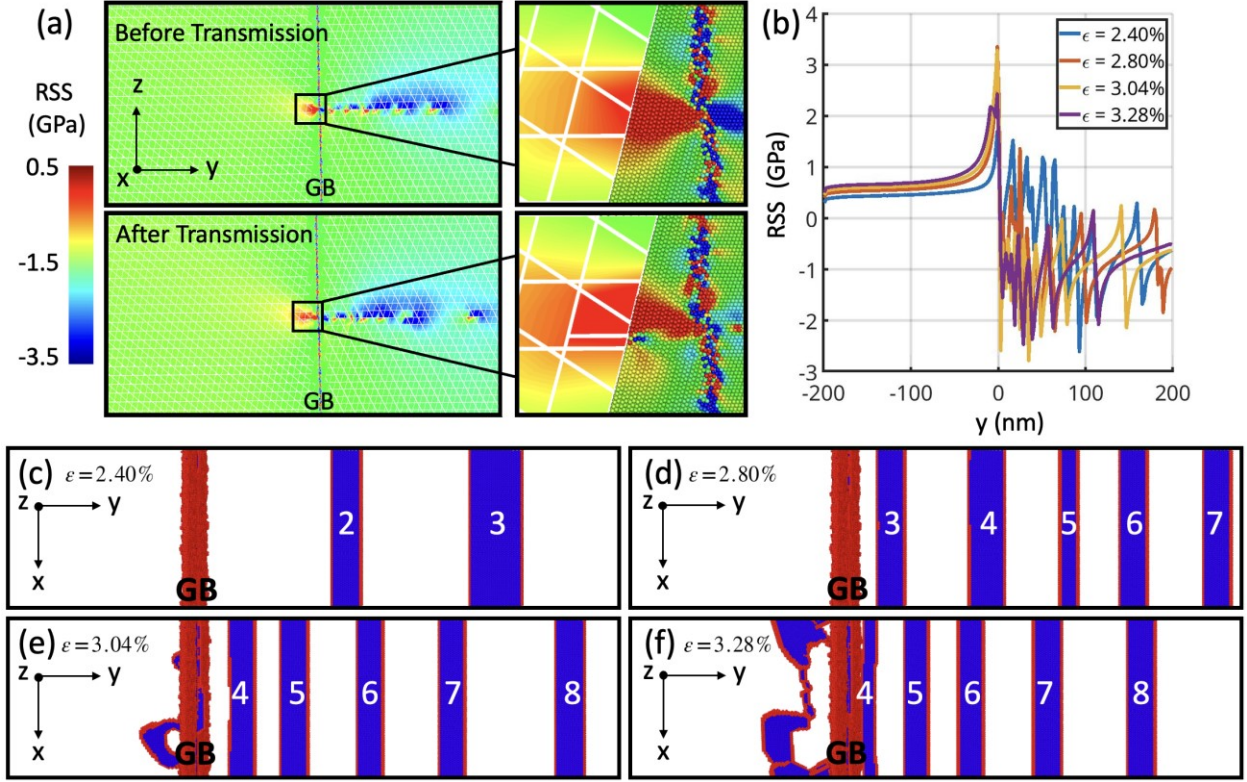 (a)
Before Transmission
z
x
y
GB
After Transmission
GB
RSS
(GPa)
0.5
-1.5
-3.5
(b)
ϵ = 2.40%
ϵ = 2.80%
ϵ = 3.04%
ϵ = 3.28%
RSS (GPa)
4
3
2
1
0
-1
-2
-3
-200
-100
0
100
200
y (nm)
(c) ε=2.40%
z
y
x
GB
2
3
(d) ε=2.80%
z
y
x
GB
3
4
5
6
7
(e) ε=3.04%
z
y
x
GB
4
5
6
7
8
(f) ε=3.28%
z
y
x
GB
4
5
6
7
8